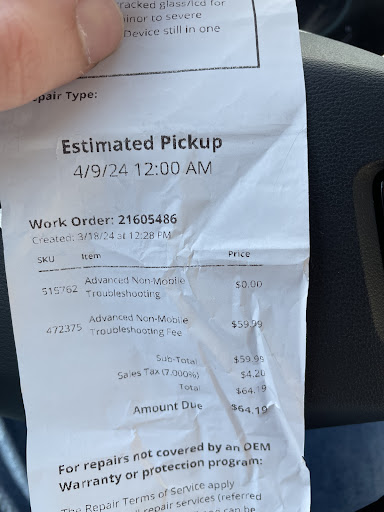 cracked glass/lcd for
minor to severe
Device still in one
Repair Type:
Estimated Pickup
4/9/24 12:00 AM
Work Order: 21605486
Created: 3/18/24 at 12:28 PM
SKU Item Price
515762 Advanced Non-Mobile Troubleshooting $0.00
472375 Advanced Non-Mobile Troubleshooting Fee $59.99
Sub-Total $59.99
Sales Tax (7.000%) $4.20
Total $64.19
Amount Due $64.19
For repairs not covered by an OEM
Warranty or protection program:
The Repair Terms of Service apply
repair services (referred
can be